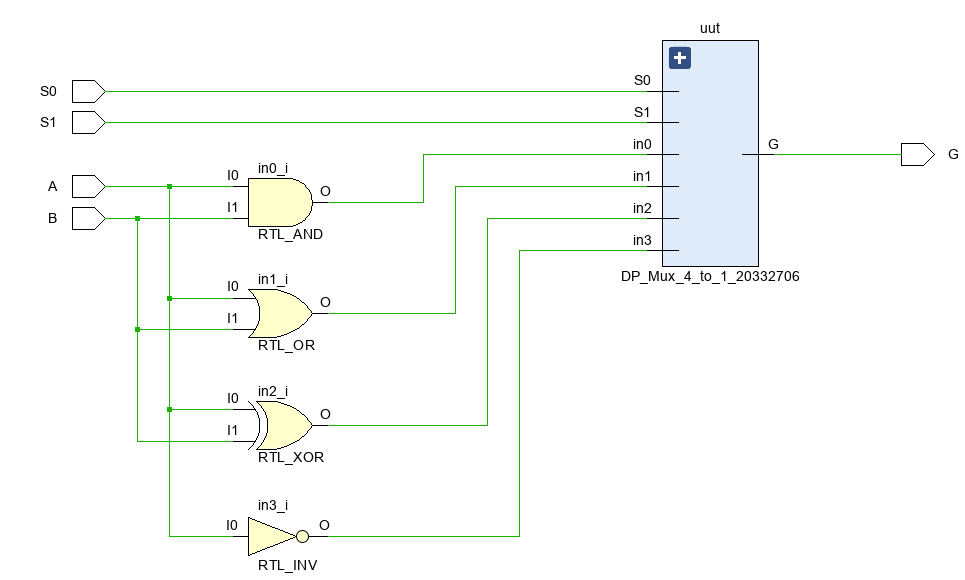 uut
S0
S1
A
B
in0_i
I0
I1
O
RTL_AND
in1_i
I0
I1
O
RTL_OR
in2_i
I0
I1
O
RTL_XOR
in3_i
I0
O
RTL_INV
S0
S1
in0
in1
in2
in3
G
DP_Mux_4_to_1_20332706
G